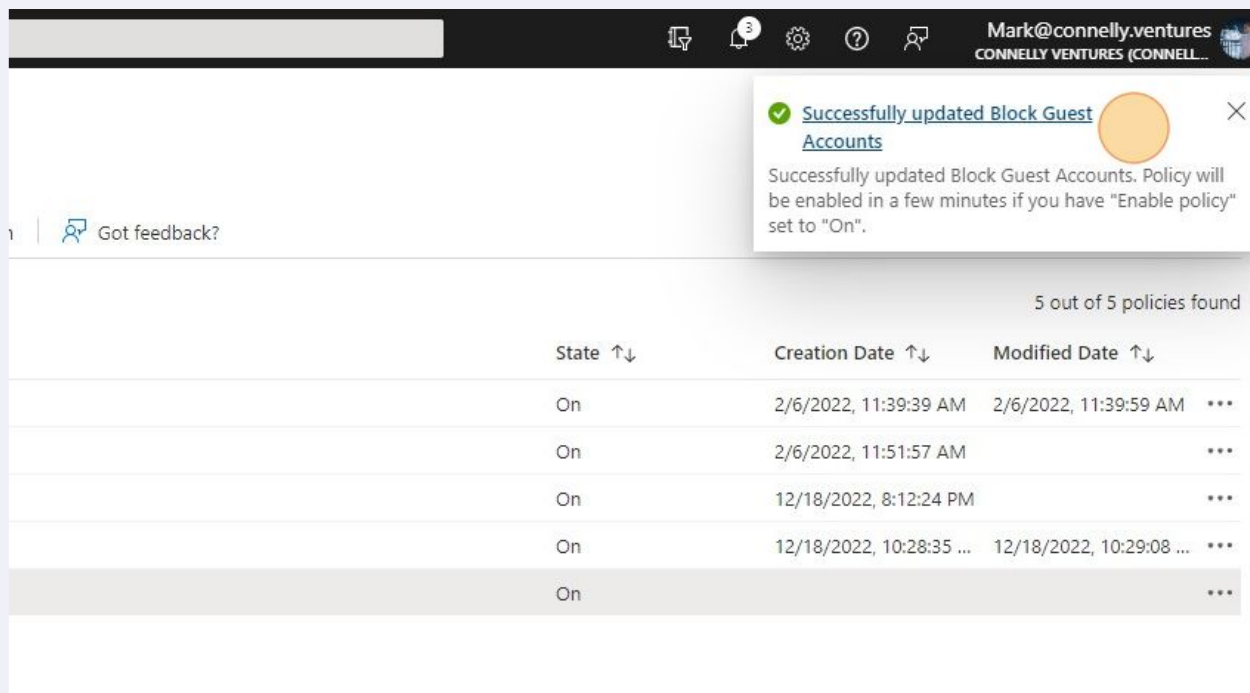 3
Mark@connelly.ventures
CONNELLY VENTURES (CONNELL...
Successfully updated Block Guest
Accounts
Successfully updated Block Guest Accounts. Policy will
be enabled in a few minutes if you have "Enable policy"
set to "On".
Got feedback?
5 out of 5 policies found
State ↑↓ Creation Date ↑↓ Modified Date ↑↓
On 2/6/2022, 11:39:39 AM 2/6/2022, 11:39:59 AM ...
On 2/6/2022, 11:51:57 AM ...
On 12/18/2022, 8:12:24 PM ...
On 12/18/2022, 10:28:35 ... 12/18/2022, 10:29:08 ... ...
On ...